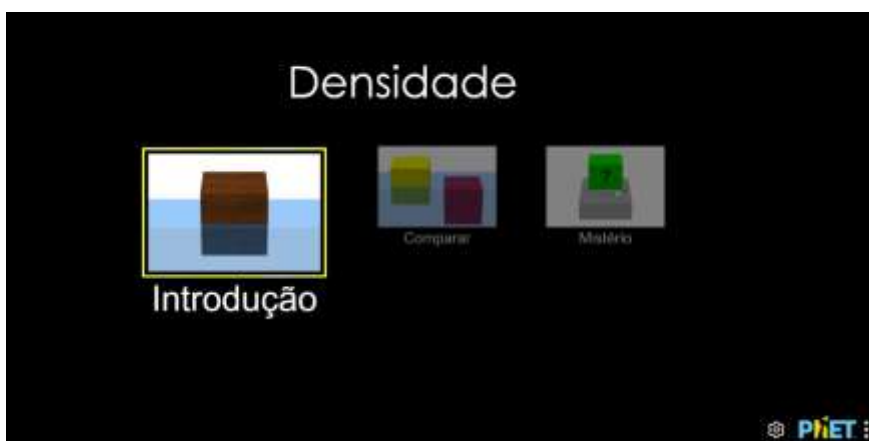 Densidade
?
Comparar
Mistério
Introdução
PhET